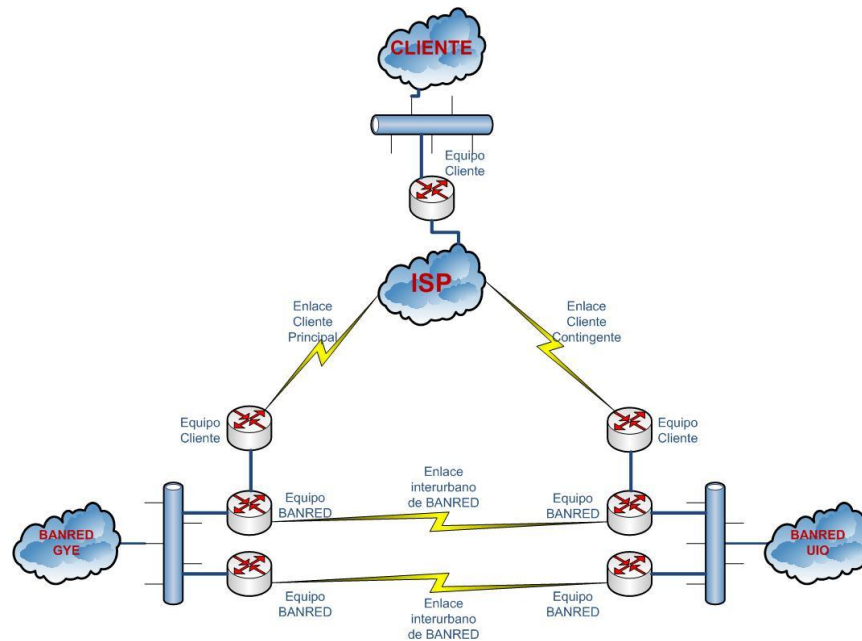 CLIENTE
Equipo
Cliente
ISP
Enlace
Cliente
Principal
Enlace
Cliente
Contingente
Equipo
Cliente
Equipo
Cliente
Enlace
interurbano
de BANRED
Equipo
BANRED
Equipo
BANRED
BANRED
GYE
BANRED
UIO
Equipo
BANRED
Enlace
interurbano
de BANRED
Equipo
BANRED